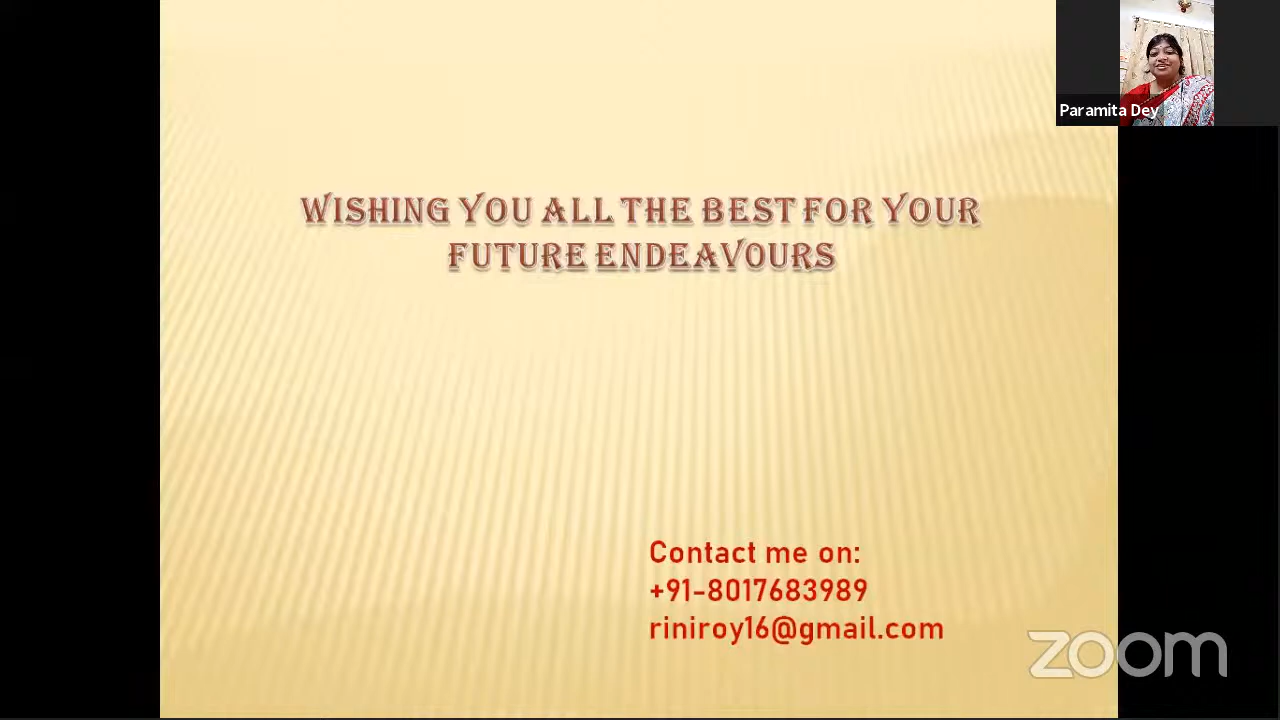 Paramita Dey
WISHING YOU ALL THE BEST FOR YOUR
FUTURE ENDEAVOURS
Contact me on:
+91-8017683989
riniroy16@gmail.com
zoom